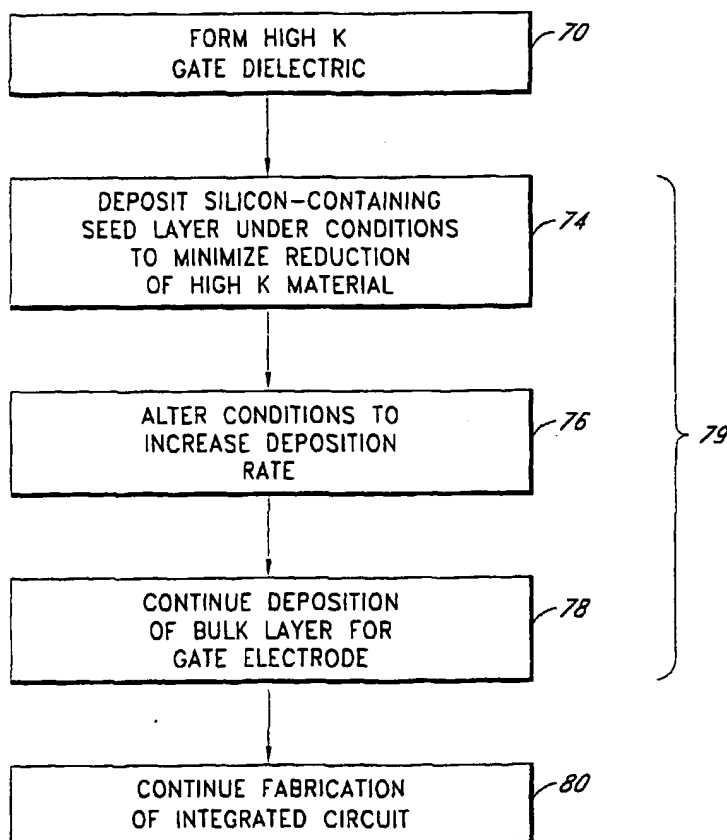 FORM HIGH K
GATE DIELECTRIC
70
DEPOSIT SILICON-CONTAINING
SEED LAYER UNDER CONDITIONS
TO MINIMIZE REDUCTION
OF HIGH K MATERIAL
74
ALTER CONDITIONS TO
INCREASE DEPOSITION
RATE
76
79
CONTINUE DEPOSITION
OF BULK LAYER FOR
GATE ELECTRODE
78
CONTINUE FABRICATION
OF INTEGRATED CIRCUIT
80